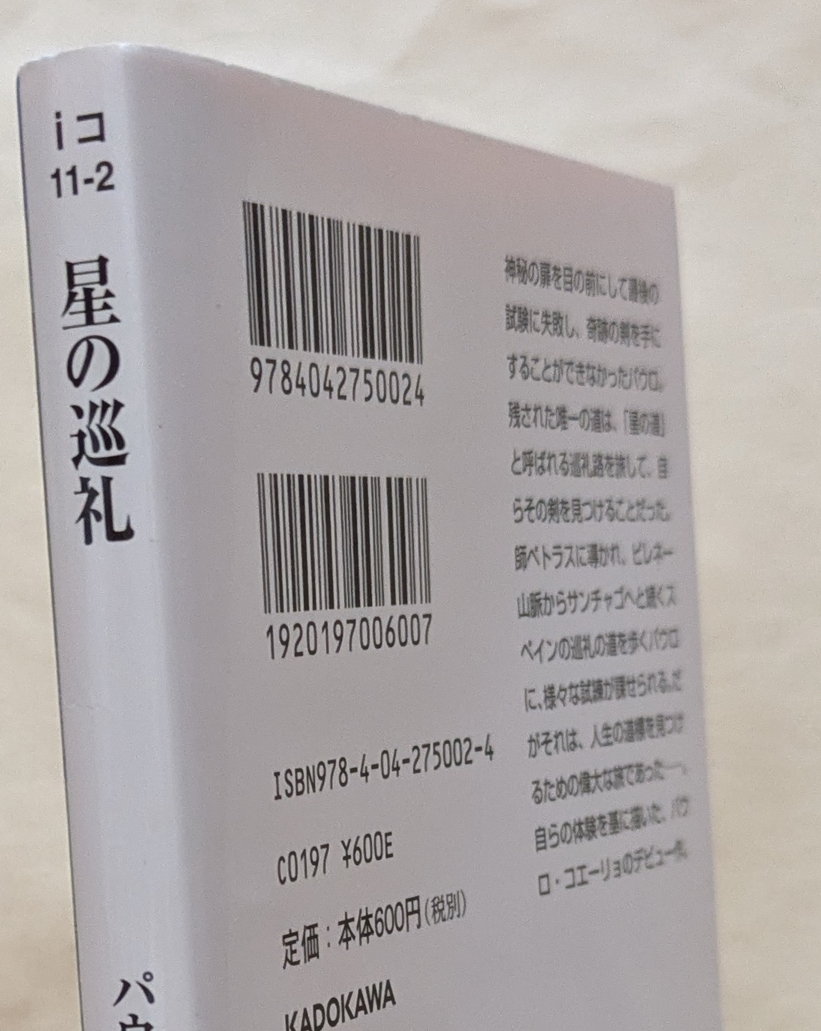 iコ
11-2
星の巡礼
パウ
9784042750024
1920197006007
ISBN978-4-04-275002-4
C0197 ¥600E
定価：本体600円（税別）
KADOKAWA
神秘の扉を目の前にして最後の
試験に失敗し、奇跡の剣を手に
することができなかったパウロ。
残された唯一の道は、「星の道」
と呼ばれる巡礼路を旅して、自
らその剣を見つけることだった。
師ペトラスに導かれ、ピレネー
山脈からサンチャゴへと続くス
ペインの巡礼の道を歩くパウロ
に、様々な試練が課せられる。だ
がそれは、人生の道標を見つけ
るための偉大な旅であった…。
自らの体験を基に描いた、パウ
ロ・コエーリョのデビュー作。